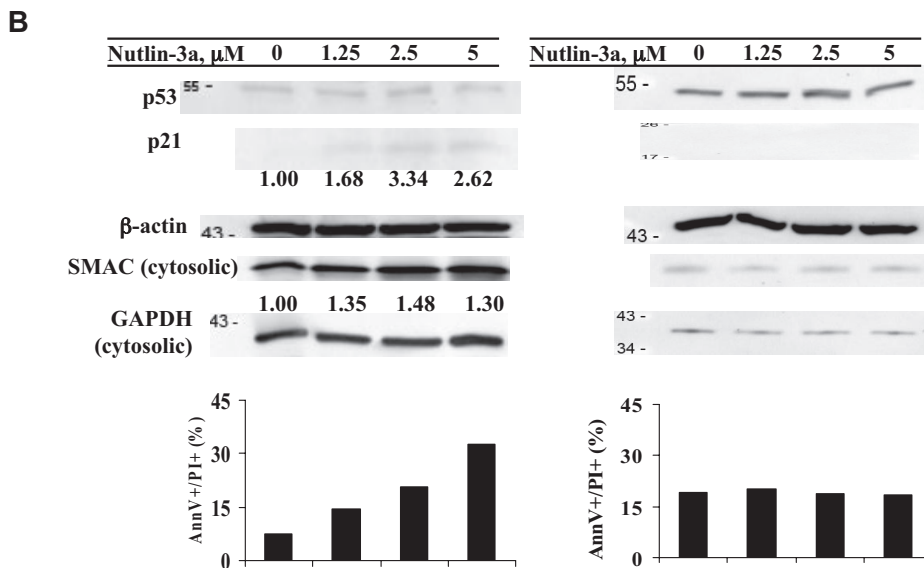 B
Nutlin-3a, μM 0 1.25 2.5 5
p53 55 -
p21
1.00 1.68 3.34 2.62
β-actin 43 -
SMAC (cytosolic)
1.00 1.35 1.48 1.30
GAPDH (cytosolic) 43 -
AnnV+/PI+ (%)
45
30
15
0
Nutlin-3a, μM 0 1.25 2.5 5
55 -
26 -
17 -
43 -
43 -
34 -
AnnV+/PI+ (%)
45
30
15
0